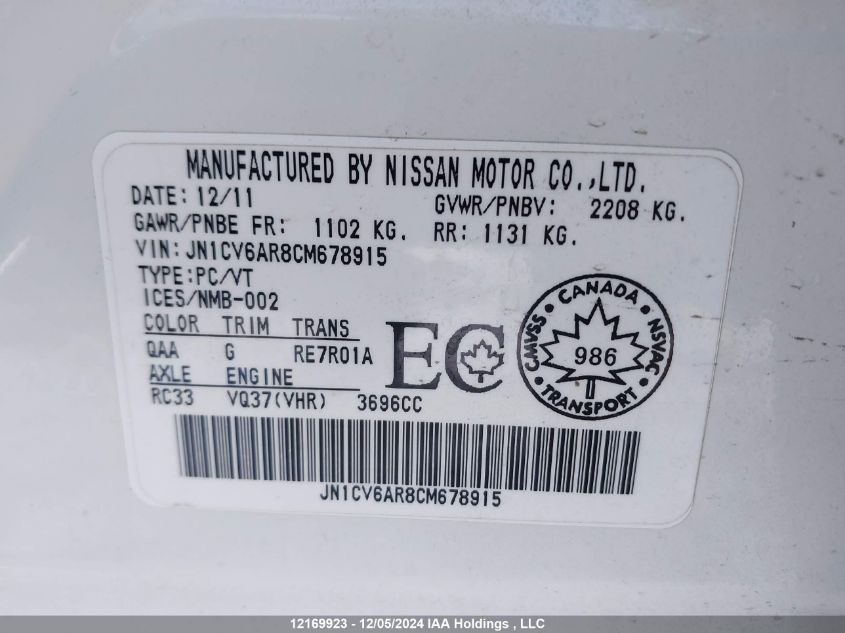 MANUFACTURED BY NISSAN MOTOR CO.,LTD.
DATE: 12/11 GVWR/PNBV: 2208 KG.
GAWR/PNBE FR: 1102 KG. RR: 1131 KG.
VIN: JN1CV6AR8CM678915
TYPE:PC/VT
ICES/NMB-002
COLOR TRIM TRANS
QAA G RE7R01A
AXLE ENGINE
RC33 VQ37(VHR) 3696CC
EC
CANADA
CMVSS NSVAC
986
TRANSPORT
JN1CV6AR8CM678915
12169923 - 12/05/2024 IAA Holdings , LLC